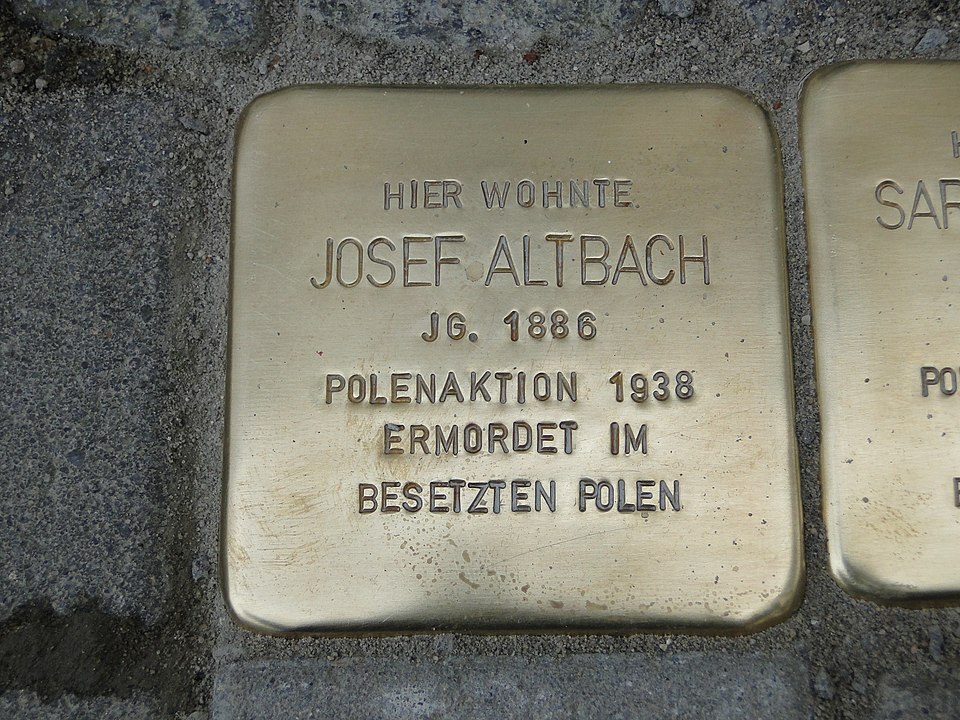 HIER WOHNTE
JOSEF ALTBACH
JG. 1886
POLENAKTION 1938
ERMORDET IM
BESETZTEN POLEN